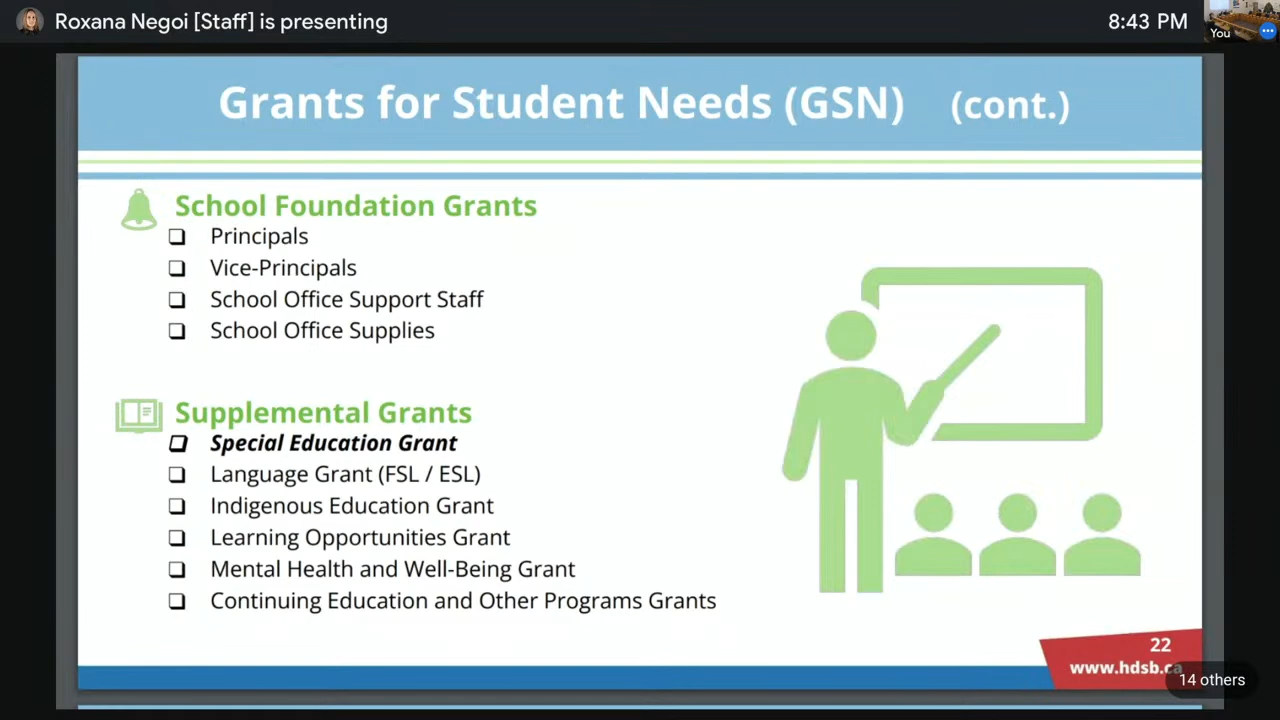 Roxana Negoi [Staff] is presenting
8:43 PM
You
Grants for Student Needs (GSN) (cont.)
School Foundation Grants
Principals
Vice-Principals
School Office Support Staff
School Office Supplies
Supplemental Grants
Special Education Grant
Language Grant (FSL / ESL)
Indigenous Education Grant
Learning Opportunities Grant
Mental Health and Well-Being Grant
Continuing Education and Other Programs Grants
22
www.hdsb.ca
14 others